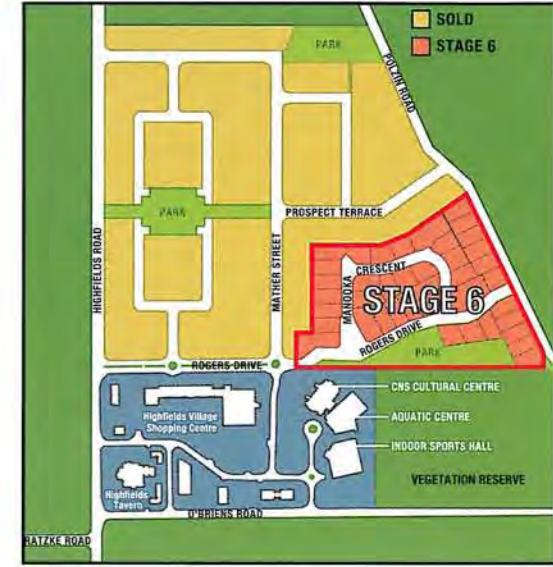 SOLD
STAGE 6
PARK
POLZIN ROAD
PARK
PROSPECT TERRACE
HIGHFIELDS ROAD
MATHER STREET
MANOOKA
CRESCENT
STAGE 6
ROGERS DRIVE
PARK
ROGERS DRIVE
CNS CULTURAL CENTRE
AQUATIC CENTRE
INDOOR SPORTS HALL
Highfields Village
Shopping Centre
VEGETATION RESERVE
Highfields
Tavern
O'BRIENS ROAD
RATZKE ROAD